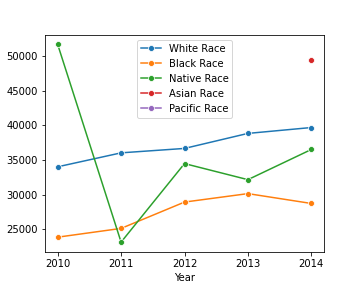 White Race
Black Race
Native Race
Asian Race
Pacific Race
50000
45000
40000
35000
30000
25000
2010 2011 2012 2013 2014
Year